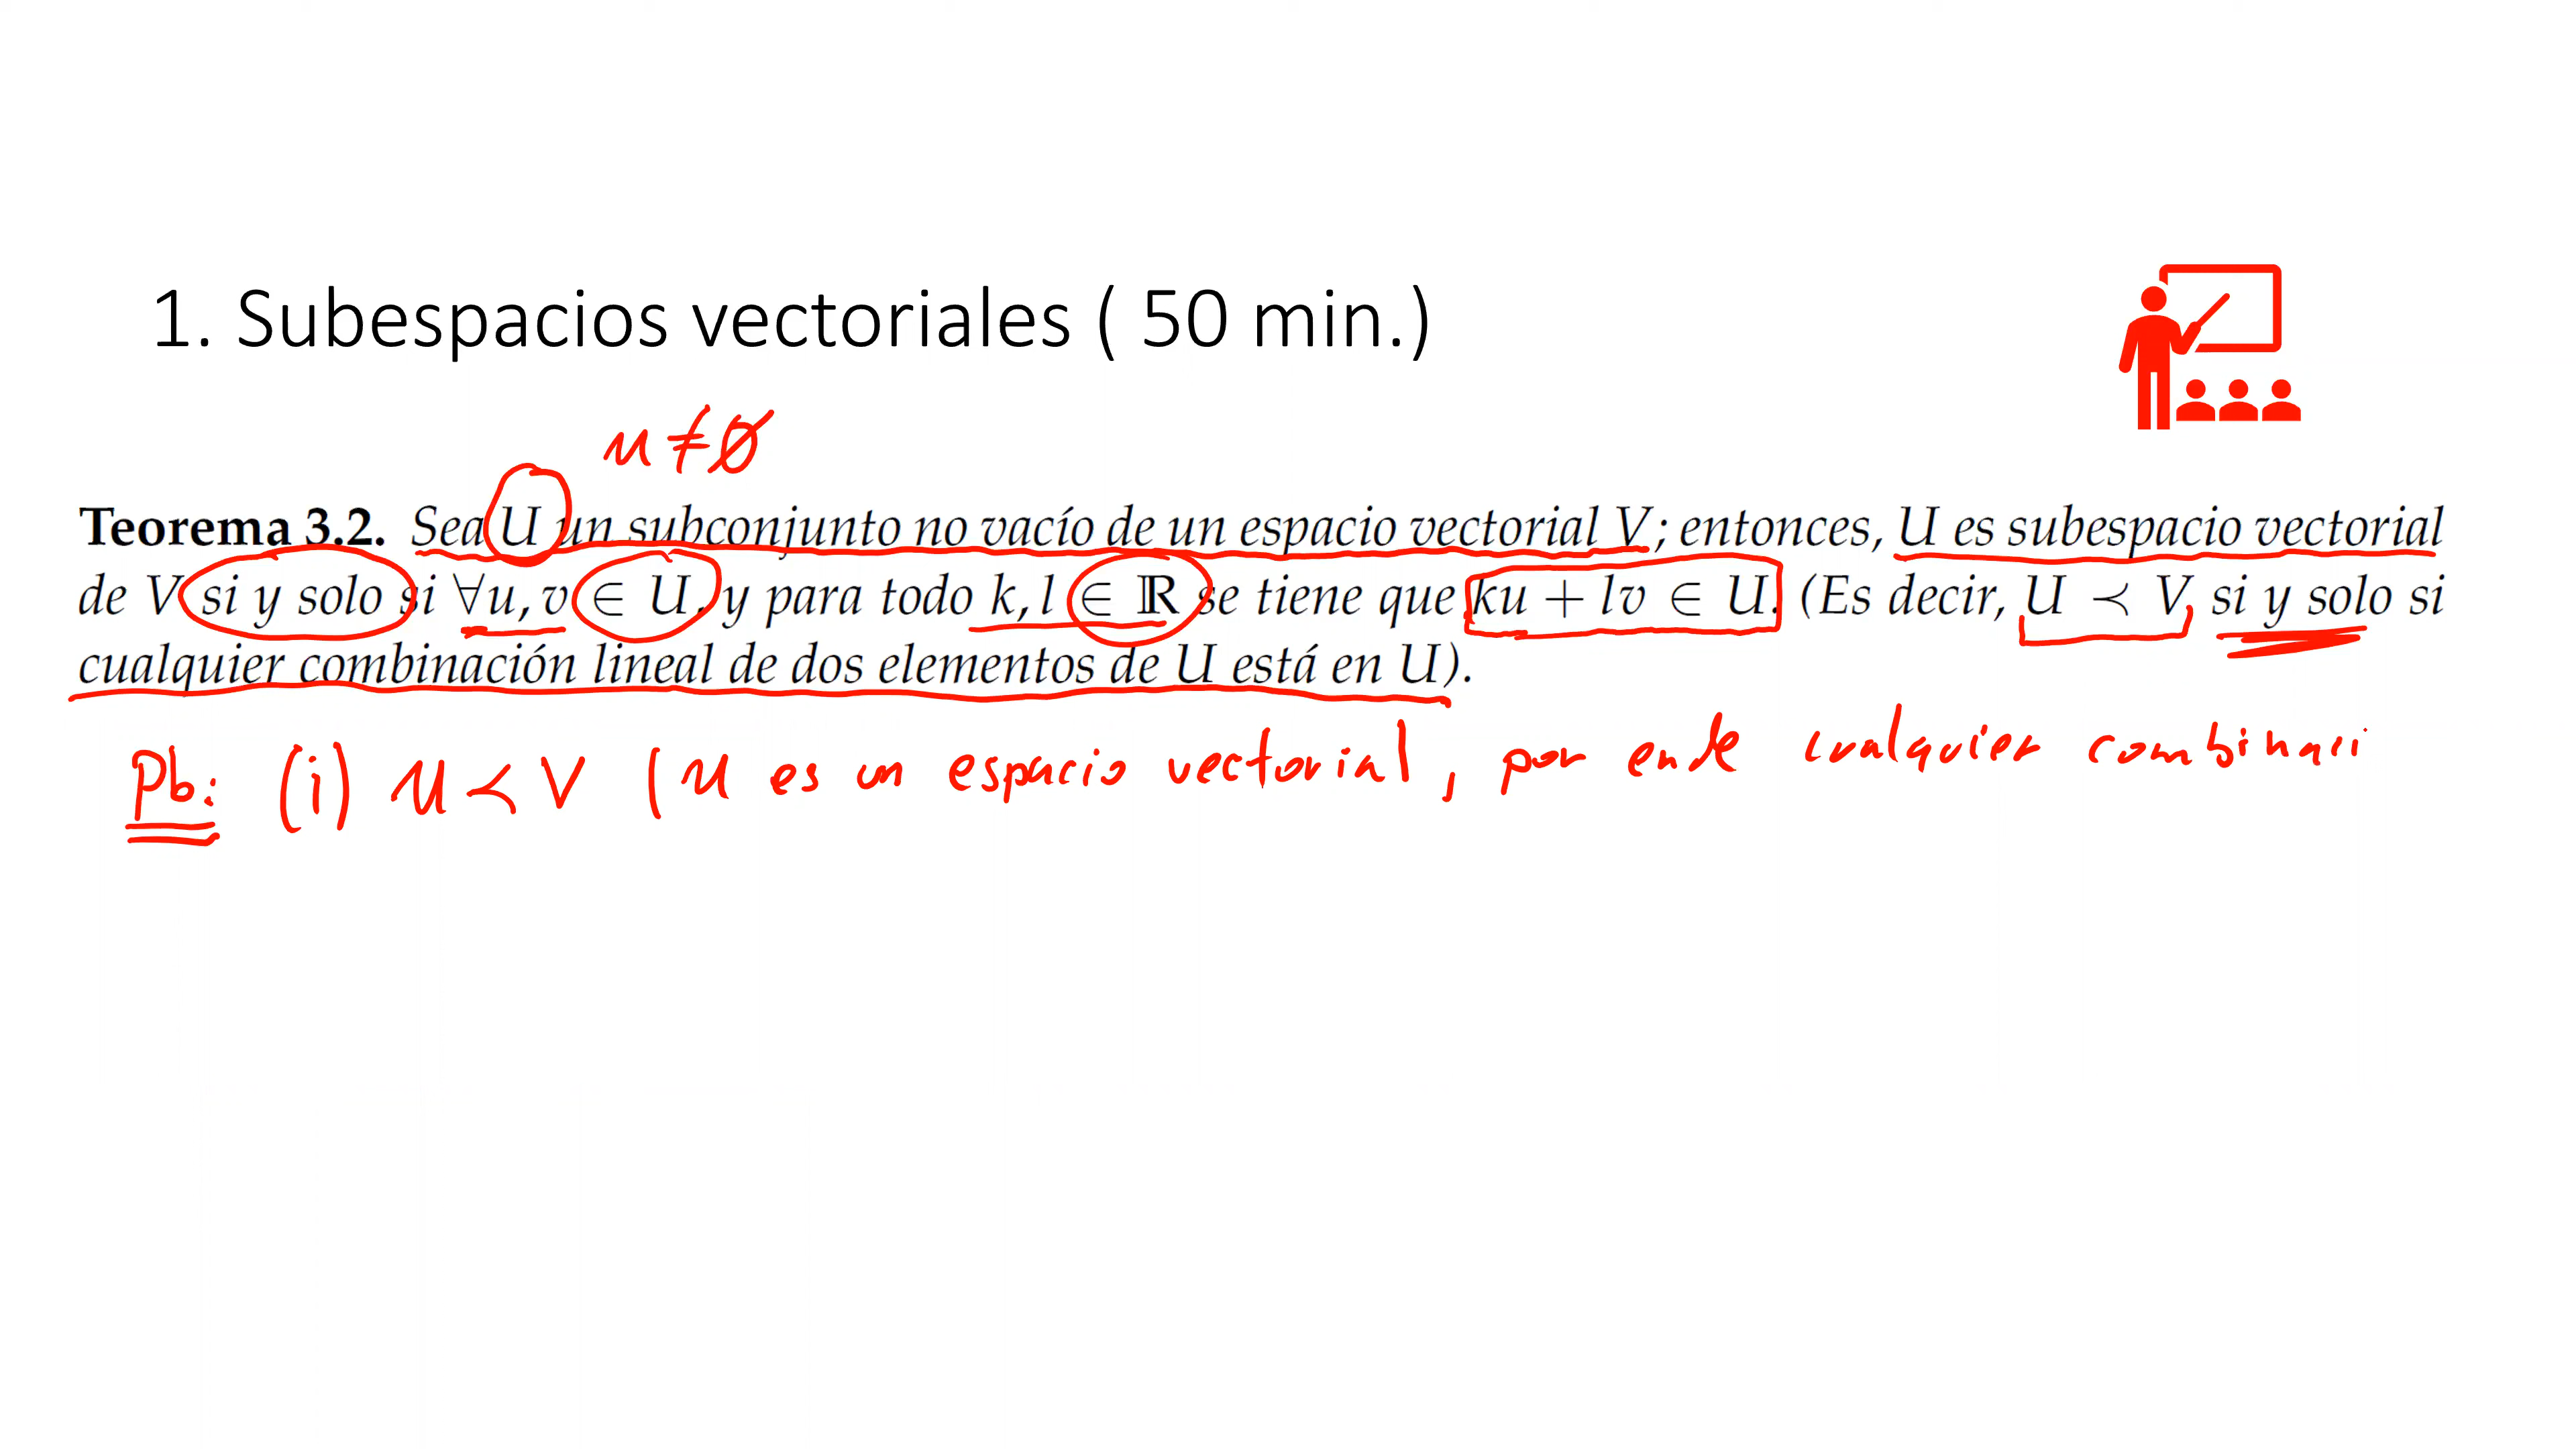 1. Subespacios vectoriales ( 50 min.)
U ≠ ∅
Teorema 3.2. Sea U un subconjunto no vacío de un espacio vectorial V; entonces, U es subespacio vectorial
de V si y solo si ∀u, v ∈ U, y para todo k, l ∈ ℝ se tiene que ku + lv ∈ U. (Es decir, U ≺ V, si y solo si
cualquier combinación lineal de dos elementos de U está en U).
Pb: (i) U ≺ V (U es un espacio vectorial, por ende cualquier combinaci